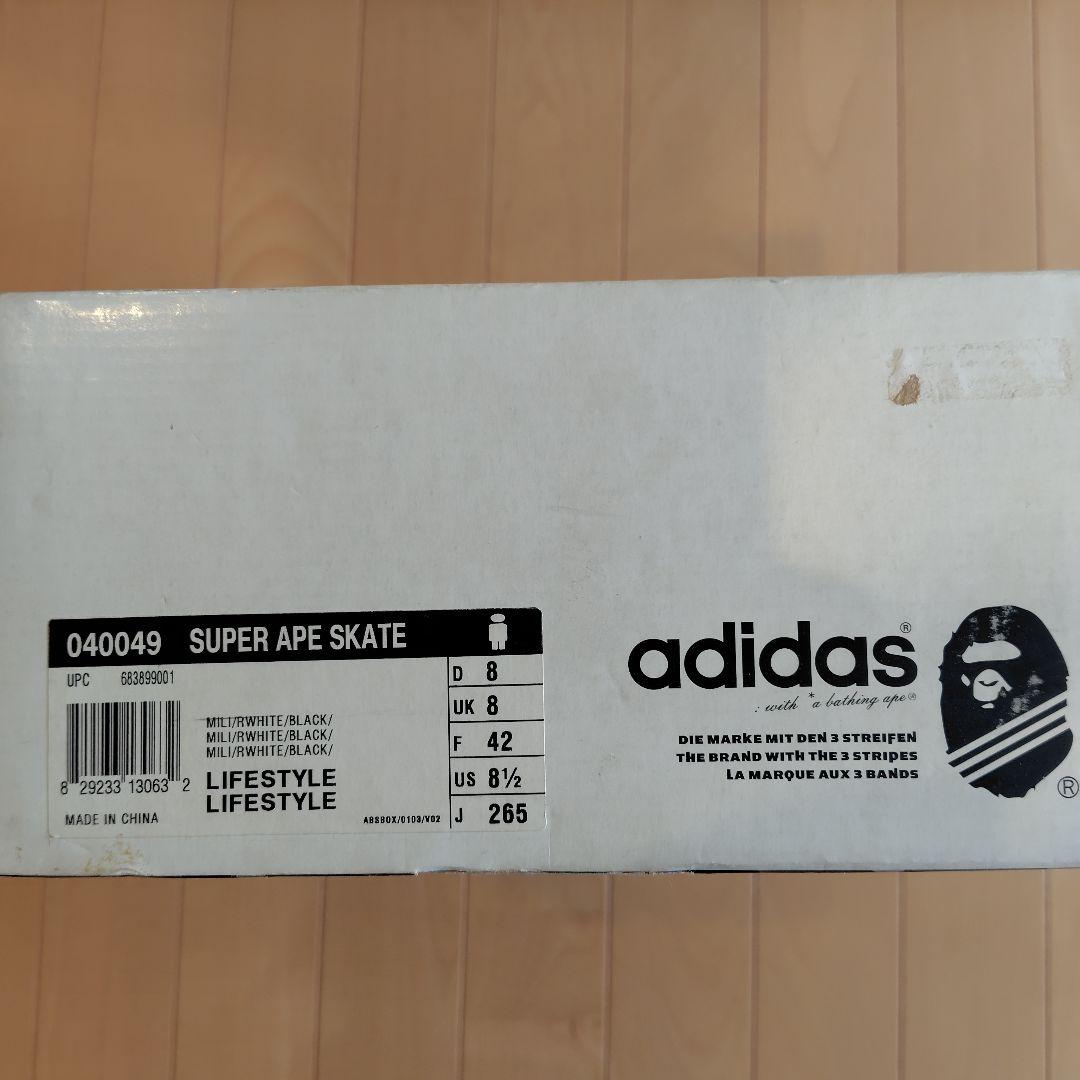 040049 SUPER APE SKATE
UPC 683899001
MILI/RWHITE/BLACK/
MILI/RWHITE/BLACK/
MILI/RWHITE/BLACK/
8 29233 13063 2
LIFESTYLE
LIFESTYLE
MADE IN CHINA
ABSBOX/0103/V02
D 8
UK 8
F 42
US 8½
J 265
adidas®
: with *a bathing ape®
DIE MARKE MIT DEN 3 STREIFEN
THE BRAND WITH THE 3 STRIPES
LA MARQUE AUX 3 BANDS
®